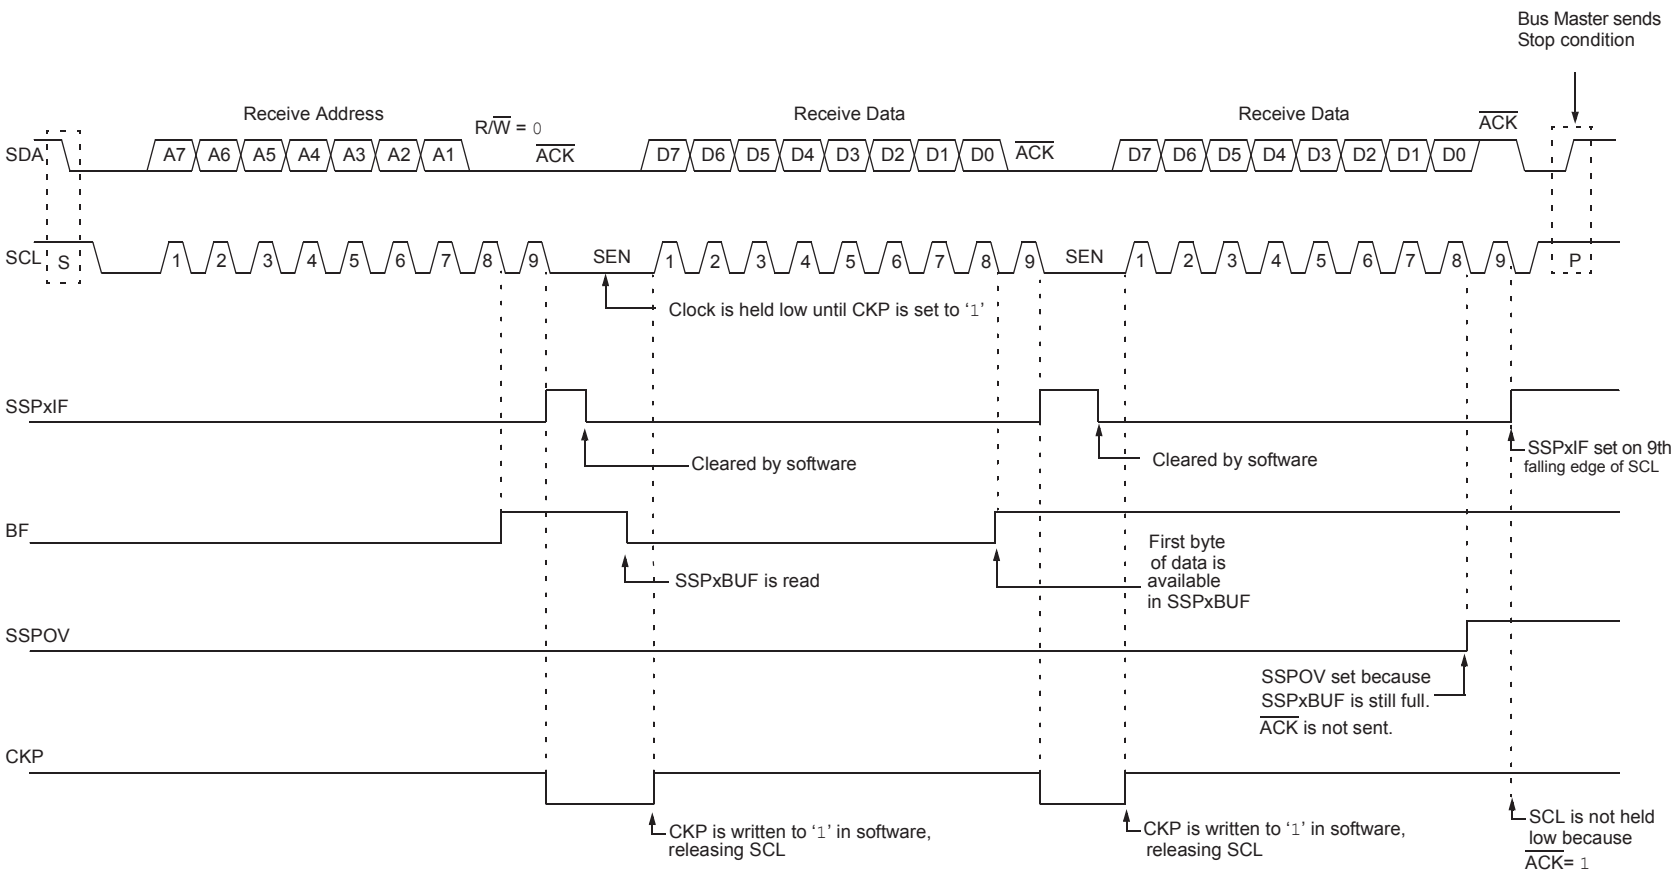 Bus Master sends
Stop condition
Receive Address
Receive Data
Receive Data
R/W̅ = 0
A̅C̅K̅
A̅C̅K̅
A̅C̅K̅
SDA
A7 A6 A5 A4 A3 A2 A1
D7 D6 D5 D4 D3 D2 D1 D0
D7 D6 D5 D4 D3 D2 D1 D0
SCL
S
1 2 3 4 5 6 7 8 9
SEN
1 2 3 4 5 6 7 8 9
SEN
1 2 3 4 5 6 7 8 9
P
Clock is held low until CKP is set to ‘1’
SSPxIF
Cleared by software
Cleared by software
SSPxIF set on 9th
falling edge of SCL
BF
SSPxBUF is read
First byte
of data is
available
in SSPxBUF
SSPOV
SSPOV set because
SSPxBUF is still full.
A̅C̅K̅ is not sent.
CKP
CKP is written to ‘1’ in software,
releasing SCL
CKP is written to ‘1’ in software,
releasing SCL
SCL is not held
low because
A̅C̅K̅= 1